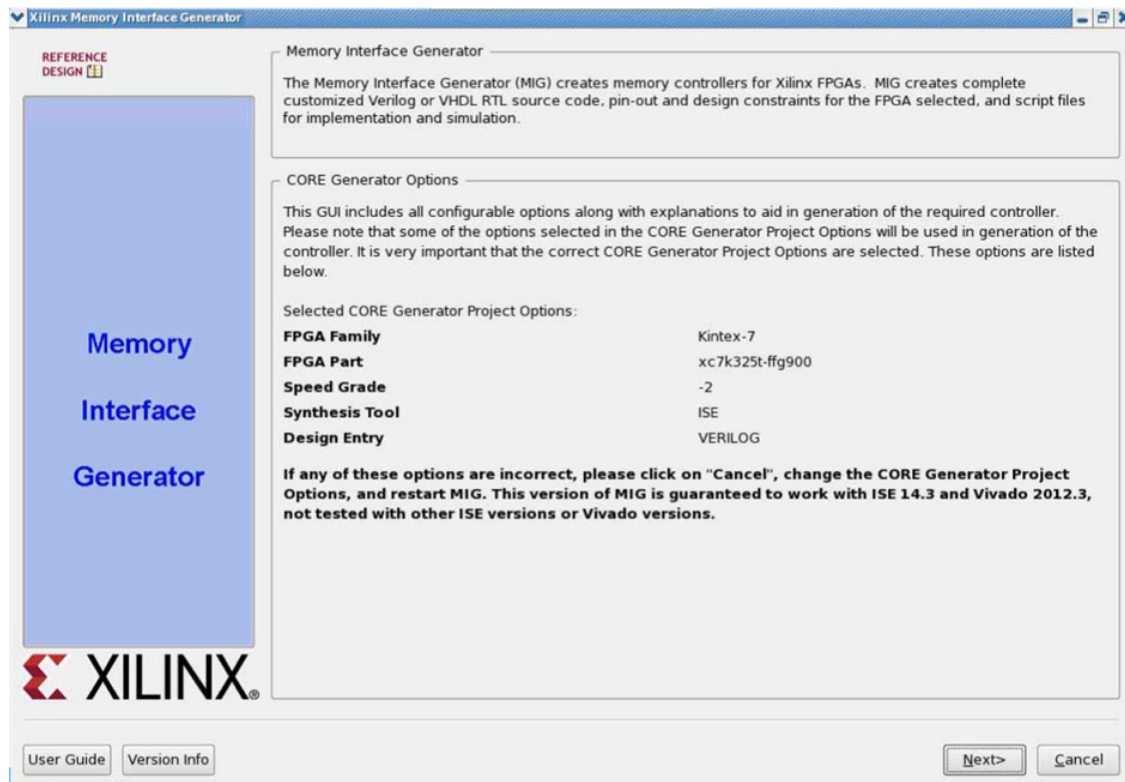 Xilinx Memory Interface Generator
REFERENCE
DESIGN
Memory Interface Generator
The Memory Interface Generator (MIG) creates memory controllers for Xilinx FPGAs. MIG creates complete
customized Verilog or VHDL RTL source code, pin-out and design constraints for the FPGA selected, and script files
for implementation and simulation.
CORE Generator Options
This GUI includes all configurable options along with explanations to aid in generation of the required controller.
Please note that some of the options selected in the CORE Generator Project Options will be used in generation of the
controller. It is very important that the correct CORE Generator Project Options are selected. These options are listed
below.
Selected CORE Generator Project Options:
FPGA Family Kintex-7
FPGA Part xc7k325t-ffg900
Speed Grade -2
Synthesis Tool ISE
Design Entry VERILOG
If any of these options are incorrect, please click on "Cancel", change the CORE Generator Project
Options, and restart MIG. This version of MIG is guaranteed to work with ISE 14.3 and Vivado 2012.3,
not tested with other ISE versions or Vivado versions.
Memory
Interface
Generator
XILINX®
User Guide Version Info Next> Cancel